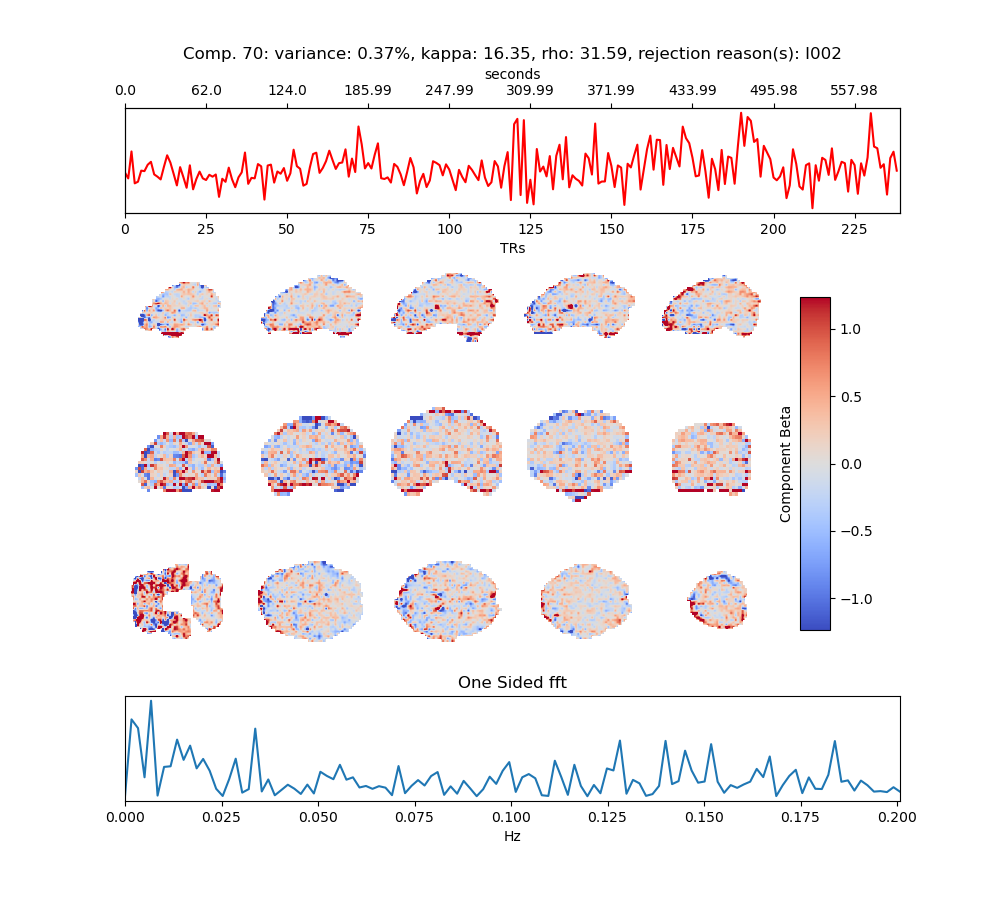 Comp. 70: variance: 0.37%, kappa: 16.35, rho: 31.59, rejection reason(s): I002
seconds
0.0 62.0 124.0 185.99 247.99 309.99 371.99 433.99 495.98 557.98
0 25 50 75 100 125 150 175 200 225
TRs
Component Beta
1.0
0.5
0.0
−0.5
−1.0
One Sided fft
0.000 0.025 0.050 0.075 0.100 0.125 0.150 0.175 0.200
Hz